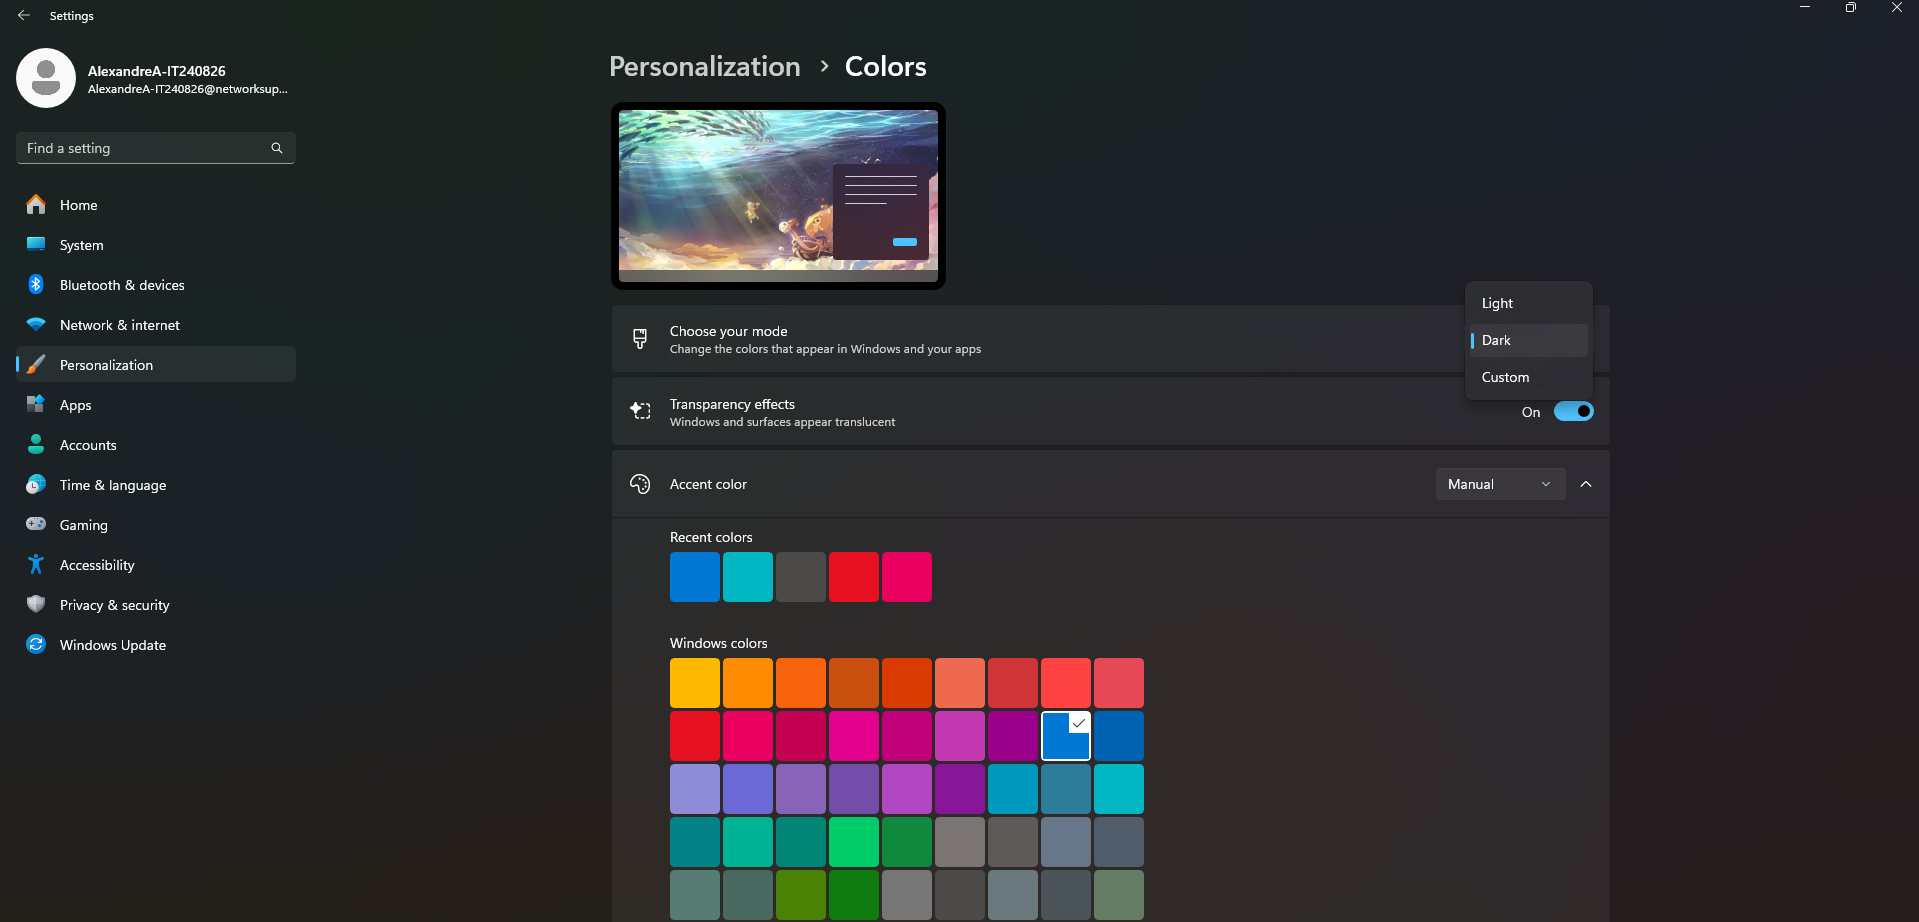 Settings
AlexandreA-IT240826
AlexandreA-IT240826@networksup...
Find a setting
Home
System
Bluetooth & devices
Network & internet
Personalization
Apps
Accounts
Time & language
Gaming
Accessibility
Privacy & security
Windows Update
Personalization > Colors
Choose your mode
Change the colors that appear in Windows and your apps
Light
Dark
Custom
Transparency effects
Windows and surfaces appear translucent
On
Accent color
Manual
Recent colors
Windows colors